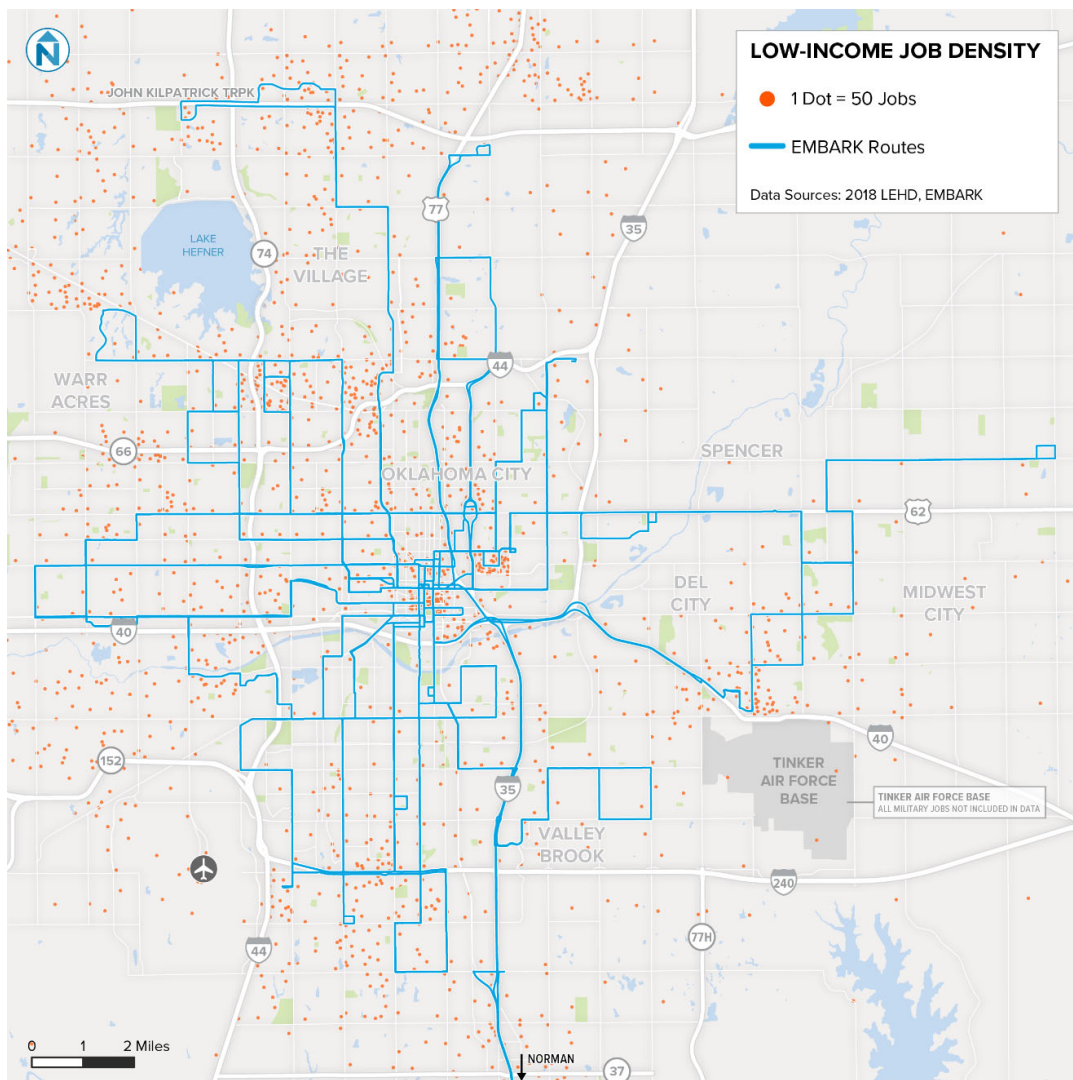 N
LOW-INCOME JOB DENSITY
1 Dot = 50 Jobs
EMBARK Routes
Data Sources: 2018 LEHD, EMBARK
JOHN KILPATRICK TRPK
77
35
LAKE
HEFNER
74
THE
VILLAGE
44
WARR
ACRES
66
SPENCER
OKLAHOMA CITY
62
DEL
CITY
MIDWEST
CITY
40
40
152
TINKER
AIR FORCE
BASE
35
TINKER AIR FORCE BASE
ALL MILITARY JOBS NOT INCLUDED IN DATA
VALLEY
BROOK
240
44
77H
0 1 2 Miles
NORMAN
37